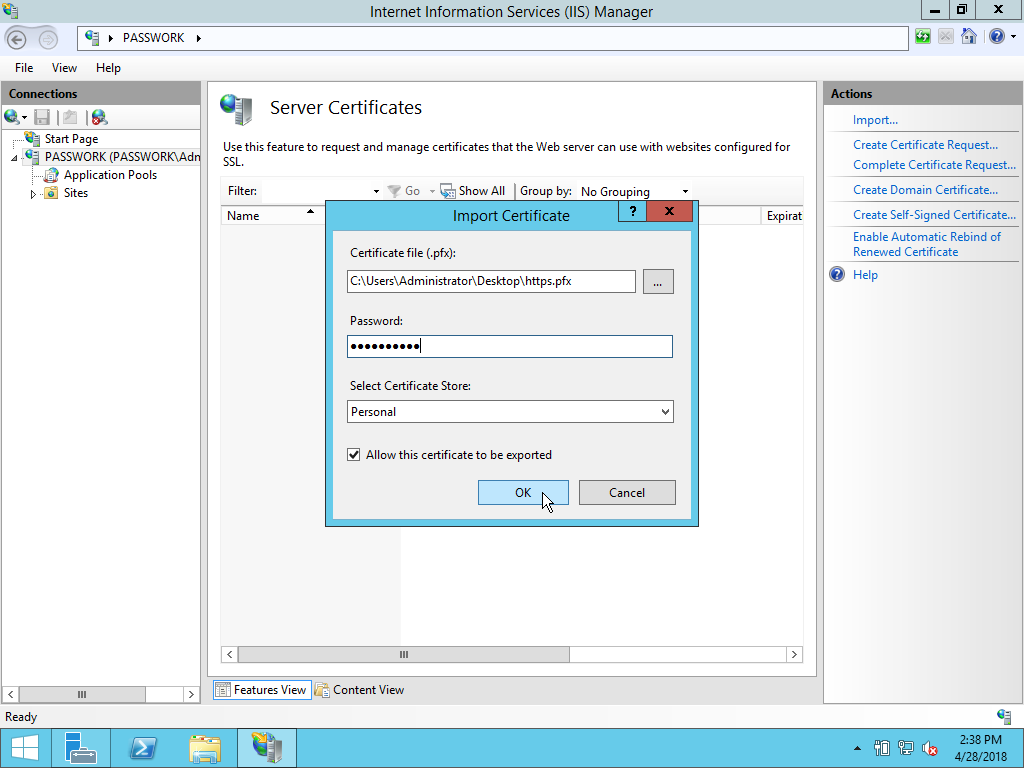 Internet Information Services (IIS) Manager
PASSWORK
File View Help
Connections
Start Page
PASSWORK (PASSWORK\Adn
Application Pools
Sites
Server Certificates
Use this feature to request and manage certificates that the Web server can use with websites configured for
SSL.
Filter: Go Show All Group by: No Grouping
Name Expirat
Import Certificate
?
x
Certificate file (.pfx):
C:\Users\Administrator\Desktop\https.pfx
...
Password:
●●●●●●●●●●
Select Certificate Store:
Personal
Allow this certificate to be exported
OK Cancel
Features View Content View
Actions
Import...
Create Certificate Request...
Complete Certificate Request...
Create Domain Certificate...
Create Self-Signed Certificate...
Enable Automatic Rebind of
Renewed Certificate
Help
Ready
2:38 PM
4/28/2018